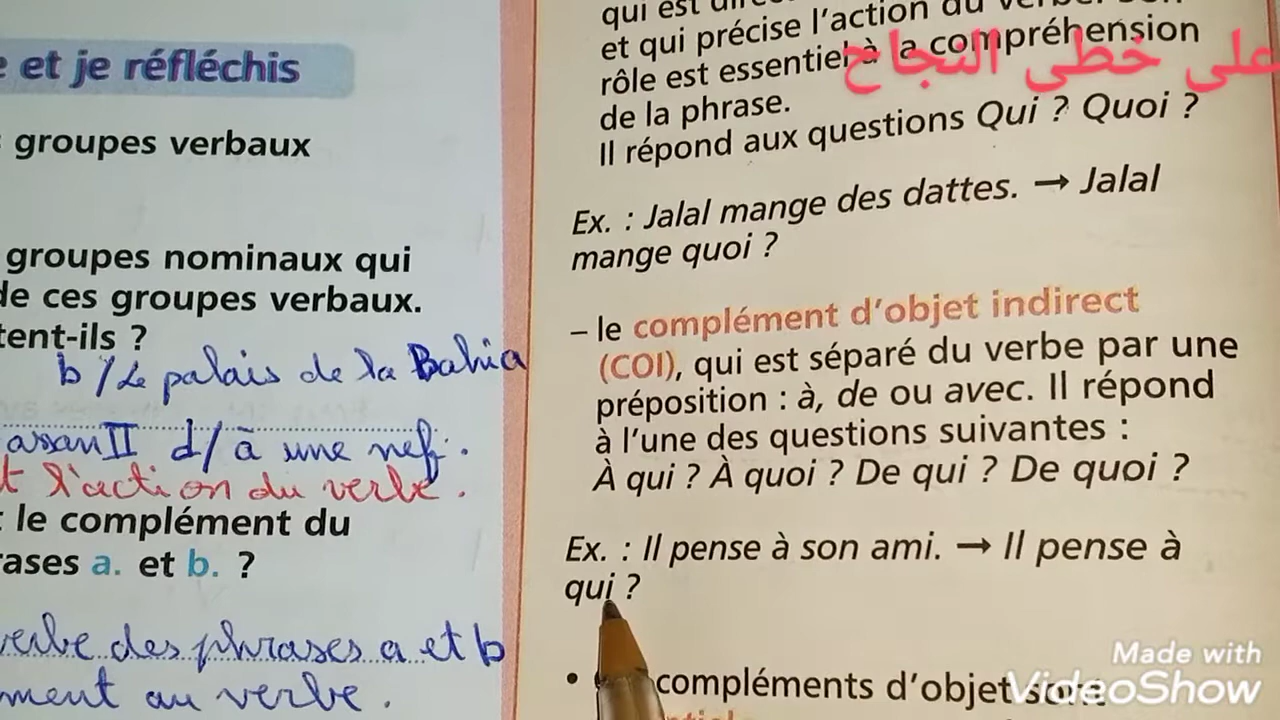 et je réfléchis
groupes verbaux
groupes nominaux qui
de ces groupes verbaux.
tent-ils ?
b/ Le palais de la Bahia
assan II d/ à une nef.
t l'action du verbe.
le complément du
ases a. et b. ?
verbe des phrases a et b
ment au verbe.
qui est
et qui précise l'action du verbe. Son
rôle est essentiel à la compréhension
de la phrase.
Il répond aux questions Qui ? Quoi ?
Ex. : Jalal mange des dattes. → Jalal
mange quoi ?
– le complément d'objet indirect
(COI), qui est séparé du verbe par une
préposition : à, de ou avec. Il répond
à l'une des questions suivantes :
À qui ? À quoi ? De qui ? De quoi ?
Ex. : Il pense à son ami. → Il pense à
qui ?
• compléments d'objet sont
على خطى النجاح
Made with
VideoShow